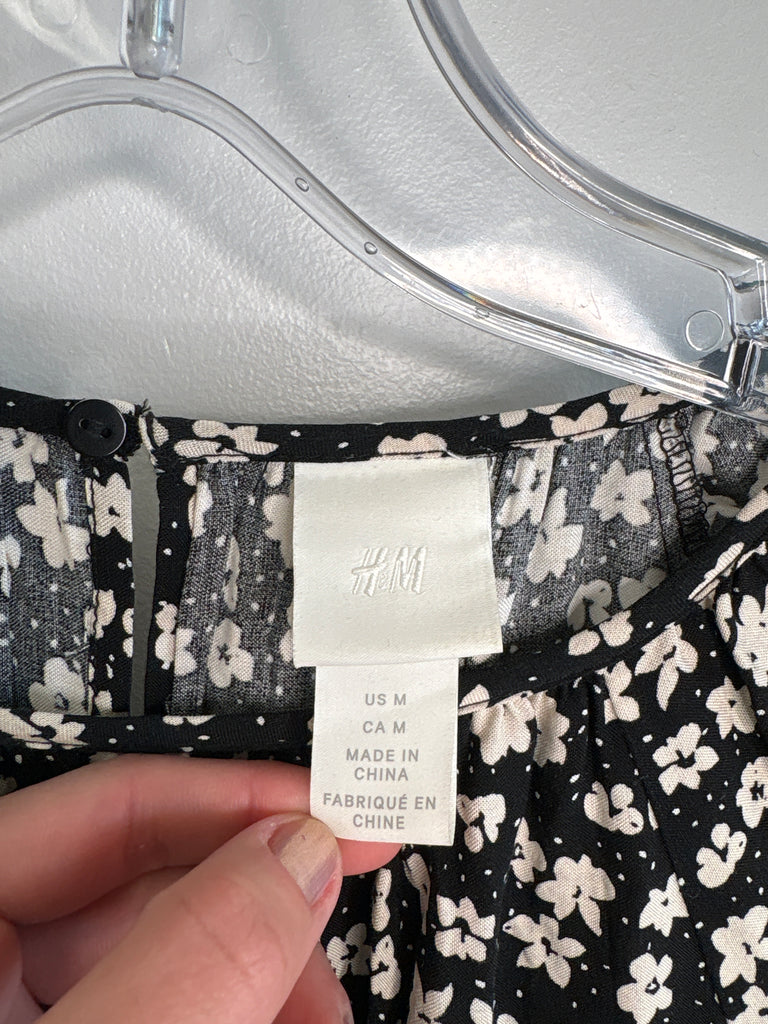 H&M
US M
CA M
MADE IN
CHINA
FABRIQUÉ EN
CHINE